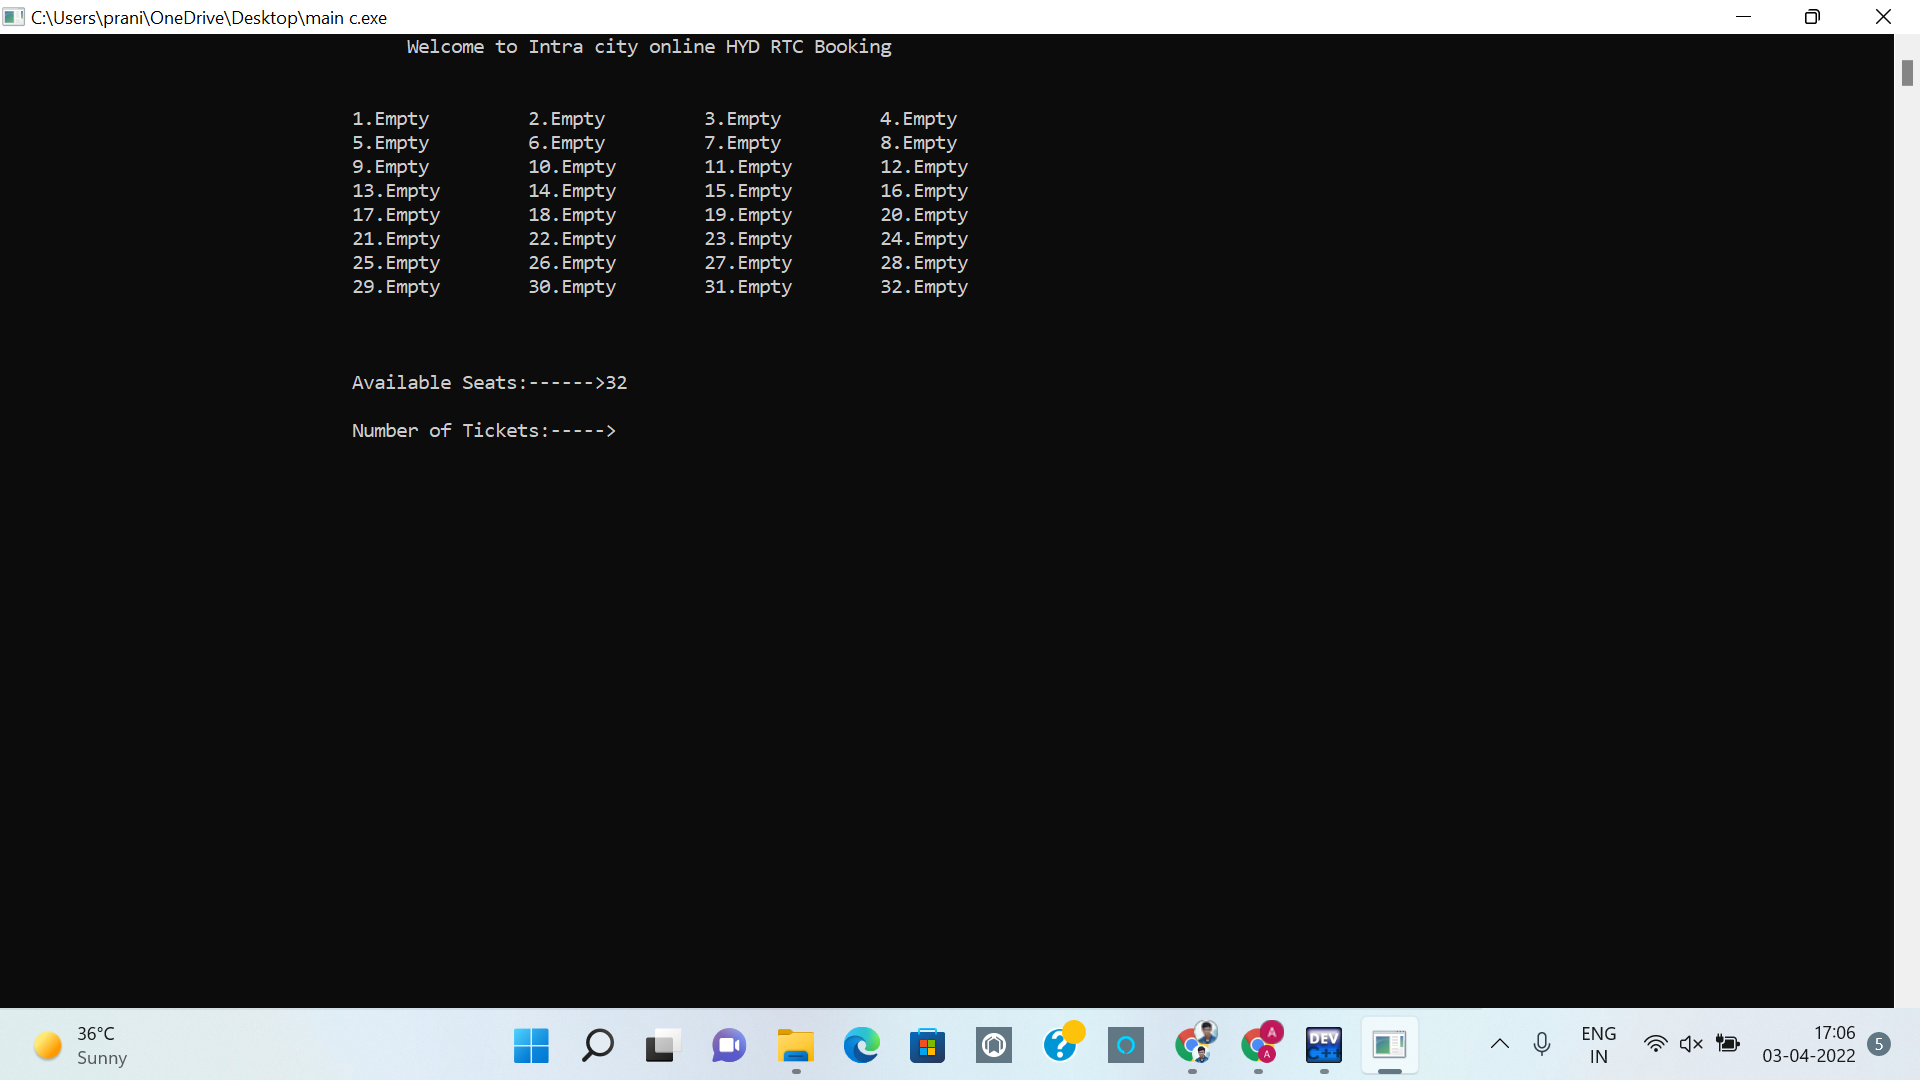 C:\Users\prani\OneDrive\Desktop\main c.exe
Welcome to Intra city online HYD RTC Booking
1.Empty 2.Empty 3.Empty 4.Empty
5.Empty 6.Empty 7.Empty 8.Empty
9.Empty 10.Empty 11.Empty 12.Empty
13.Empty 14.Empty 15.Empty 16.Empty
17.Empty 18.Empty 19.Empty 20.Empty
21.Empty 22.Empty 23.Empty 24.Empty
25.Empty 26.Empty 27.Empty 28.Empty
29.Empty 30.Empty 31.Empty 32.Empty
Available Seats:------>32
Number of Tickets:----->
36°C
Sunny
A
A
DEV
C++
ENG
IN
17:06
03-04-2022
5